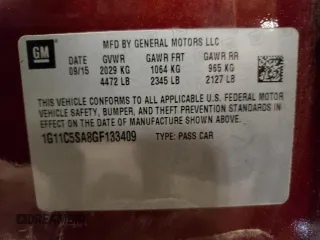 GM
MFD BY GENERAL MOTORS LLC
DATE GVWR GAWR FRT GAWR RR
09/15 2029 KG 1064 KG 965 KG
4472 LB 2345 LB 2127 LB
THIS VEHICLE CONFORMS TO ALL APPLICABLE U.S. FEDERAL MOTOR
VEHICLE SAFETY, BUMPER, AND THEFT PREVENTION STANDARDS IN
EFFECT ON THE DATE OF MANUFACTURE SHOWN ABOVE.
1G11C5SA8GF133409 TYPE: PASS CAR